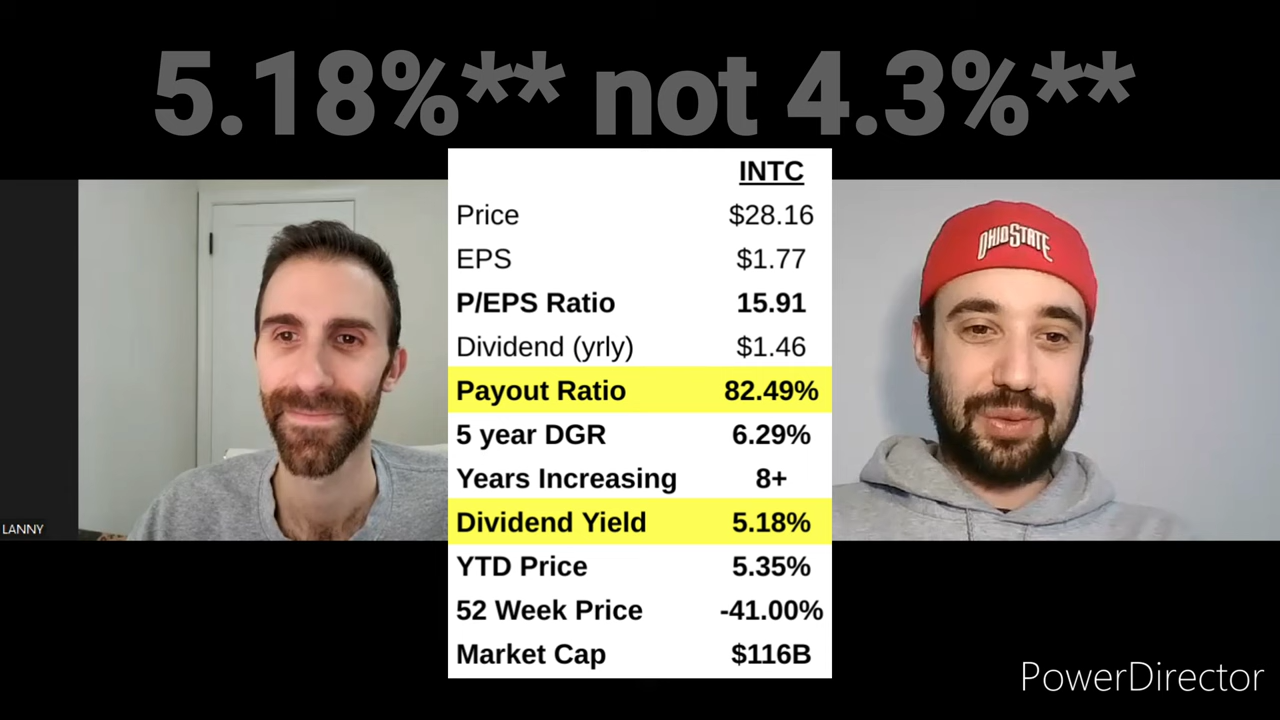 5.18%** not 4.3%**
INTC
Price $28.16
EPS $1.77
P/EPS Ratio 15.91
Dividend (yrly) $1.46
Payout Ratio 82.49%
5 year DGR 6.29%
Years Increasing 8+
Dividend Yield 5.18%
YTD Price 5.35%
52 Week Price -41.00%
Market Cap $116B
OHIO STATE
LANNY
PowerDirector